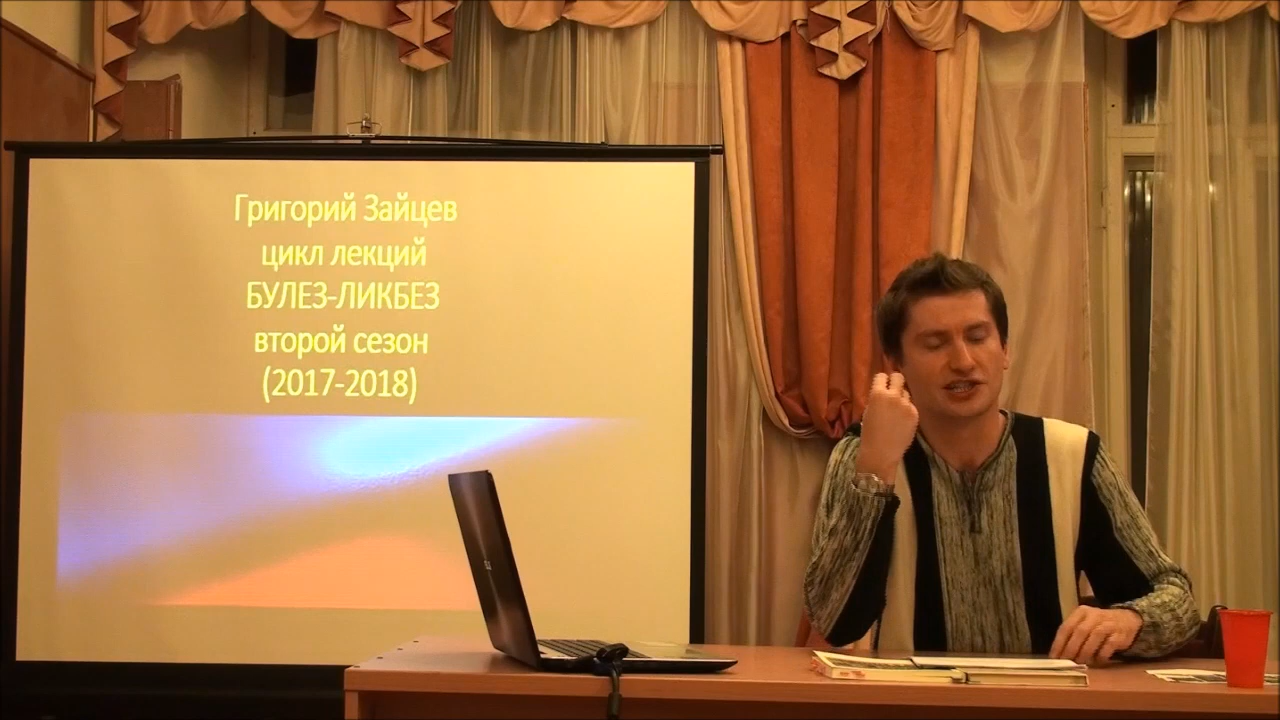 Григорий Зайцев
цикл лекций
БУЛЕЗ-ЛИКБЕЗ
второй сезон
(2017-2018)